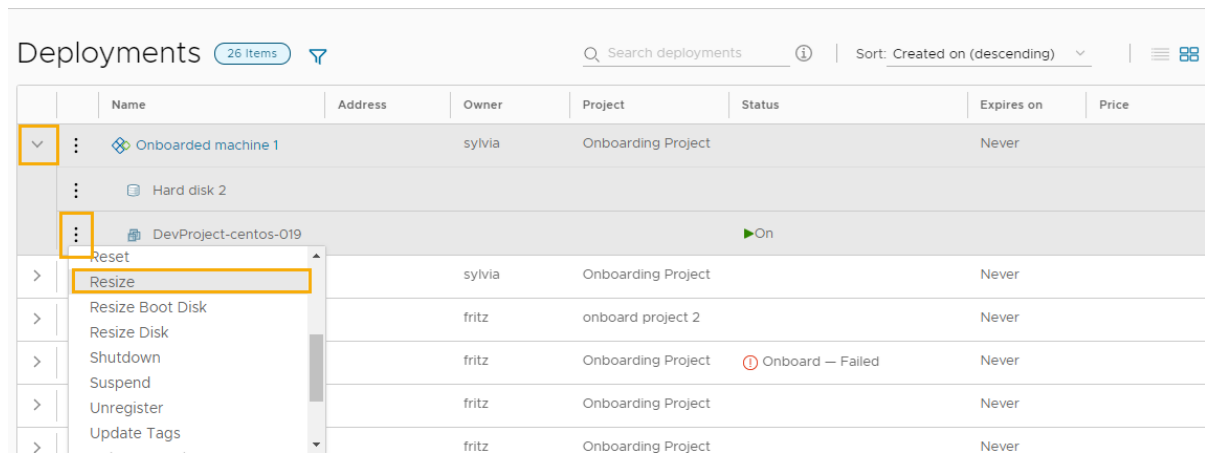 Deployments 26 Items Search deployments Sort: Created on (descending)
Name Address Owner Project Status Expires on Price
Onboarded machine 1 sylvia Onboarding Project Never
Hard disk 2
DevProject-centos-019 On
Reset
Resize sylvia Onboarding Project Never
Resize Boot Disk fritz onboard project 2 Never
Resize Disk
Shutdown fritz Onboarding Project Onboard — Failed Never
Suspend
Unregister fritz Onboarding Project Never
Update Tags
fritz Onboarding Project Never